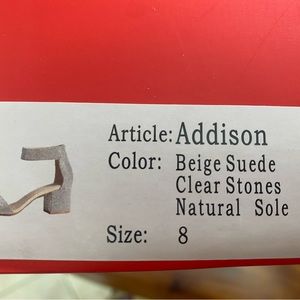 Article: Addison
Color: Beige Suede
Clear Stones
Natural Sole
Size: 8